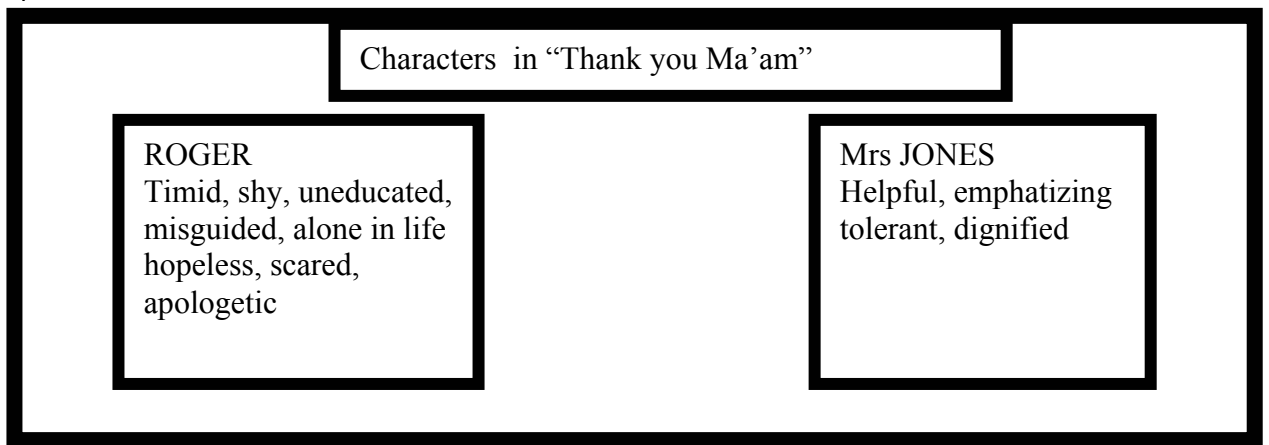 Characters  in “Thank you Ma’am”
ROGER
Timid, shy, uneducated,
misguided, alone in life
hopeless, scared,
apologetic
Mrs JONES
Helpful, emphatizing
tolerant, dignified